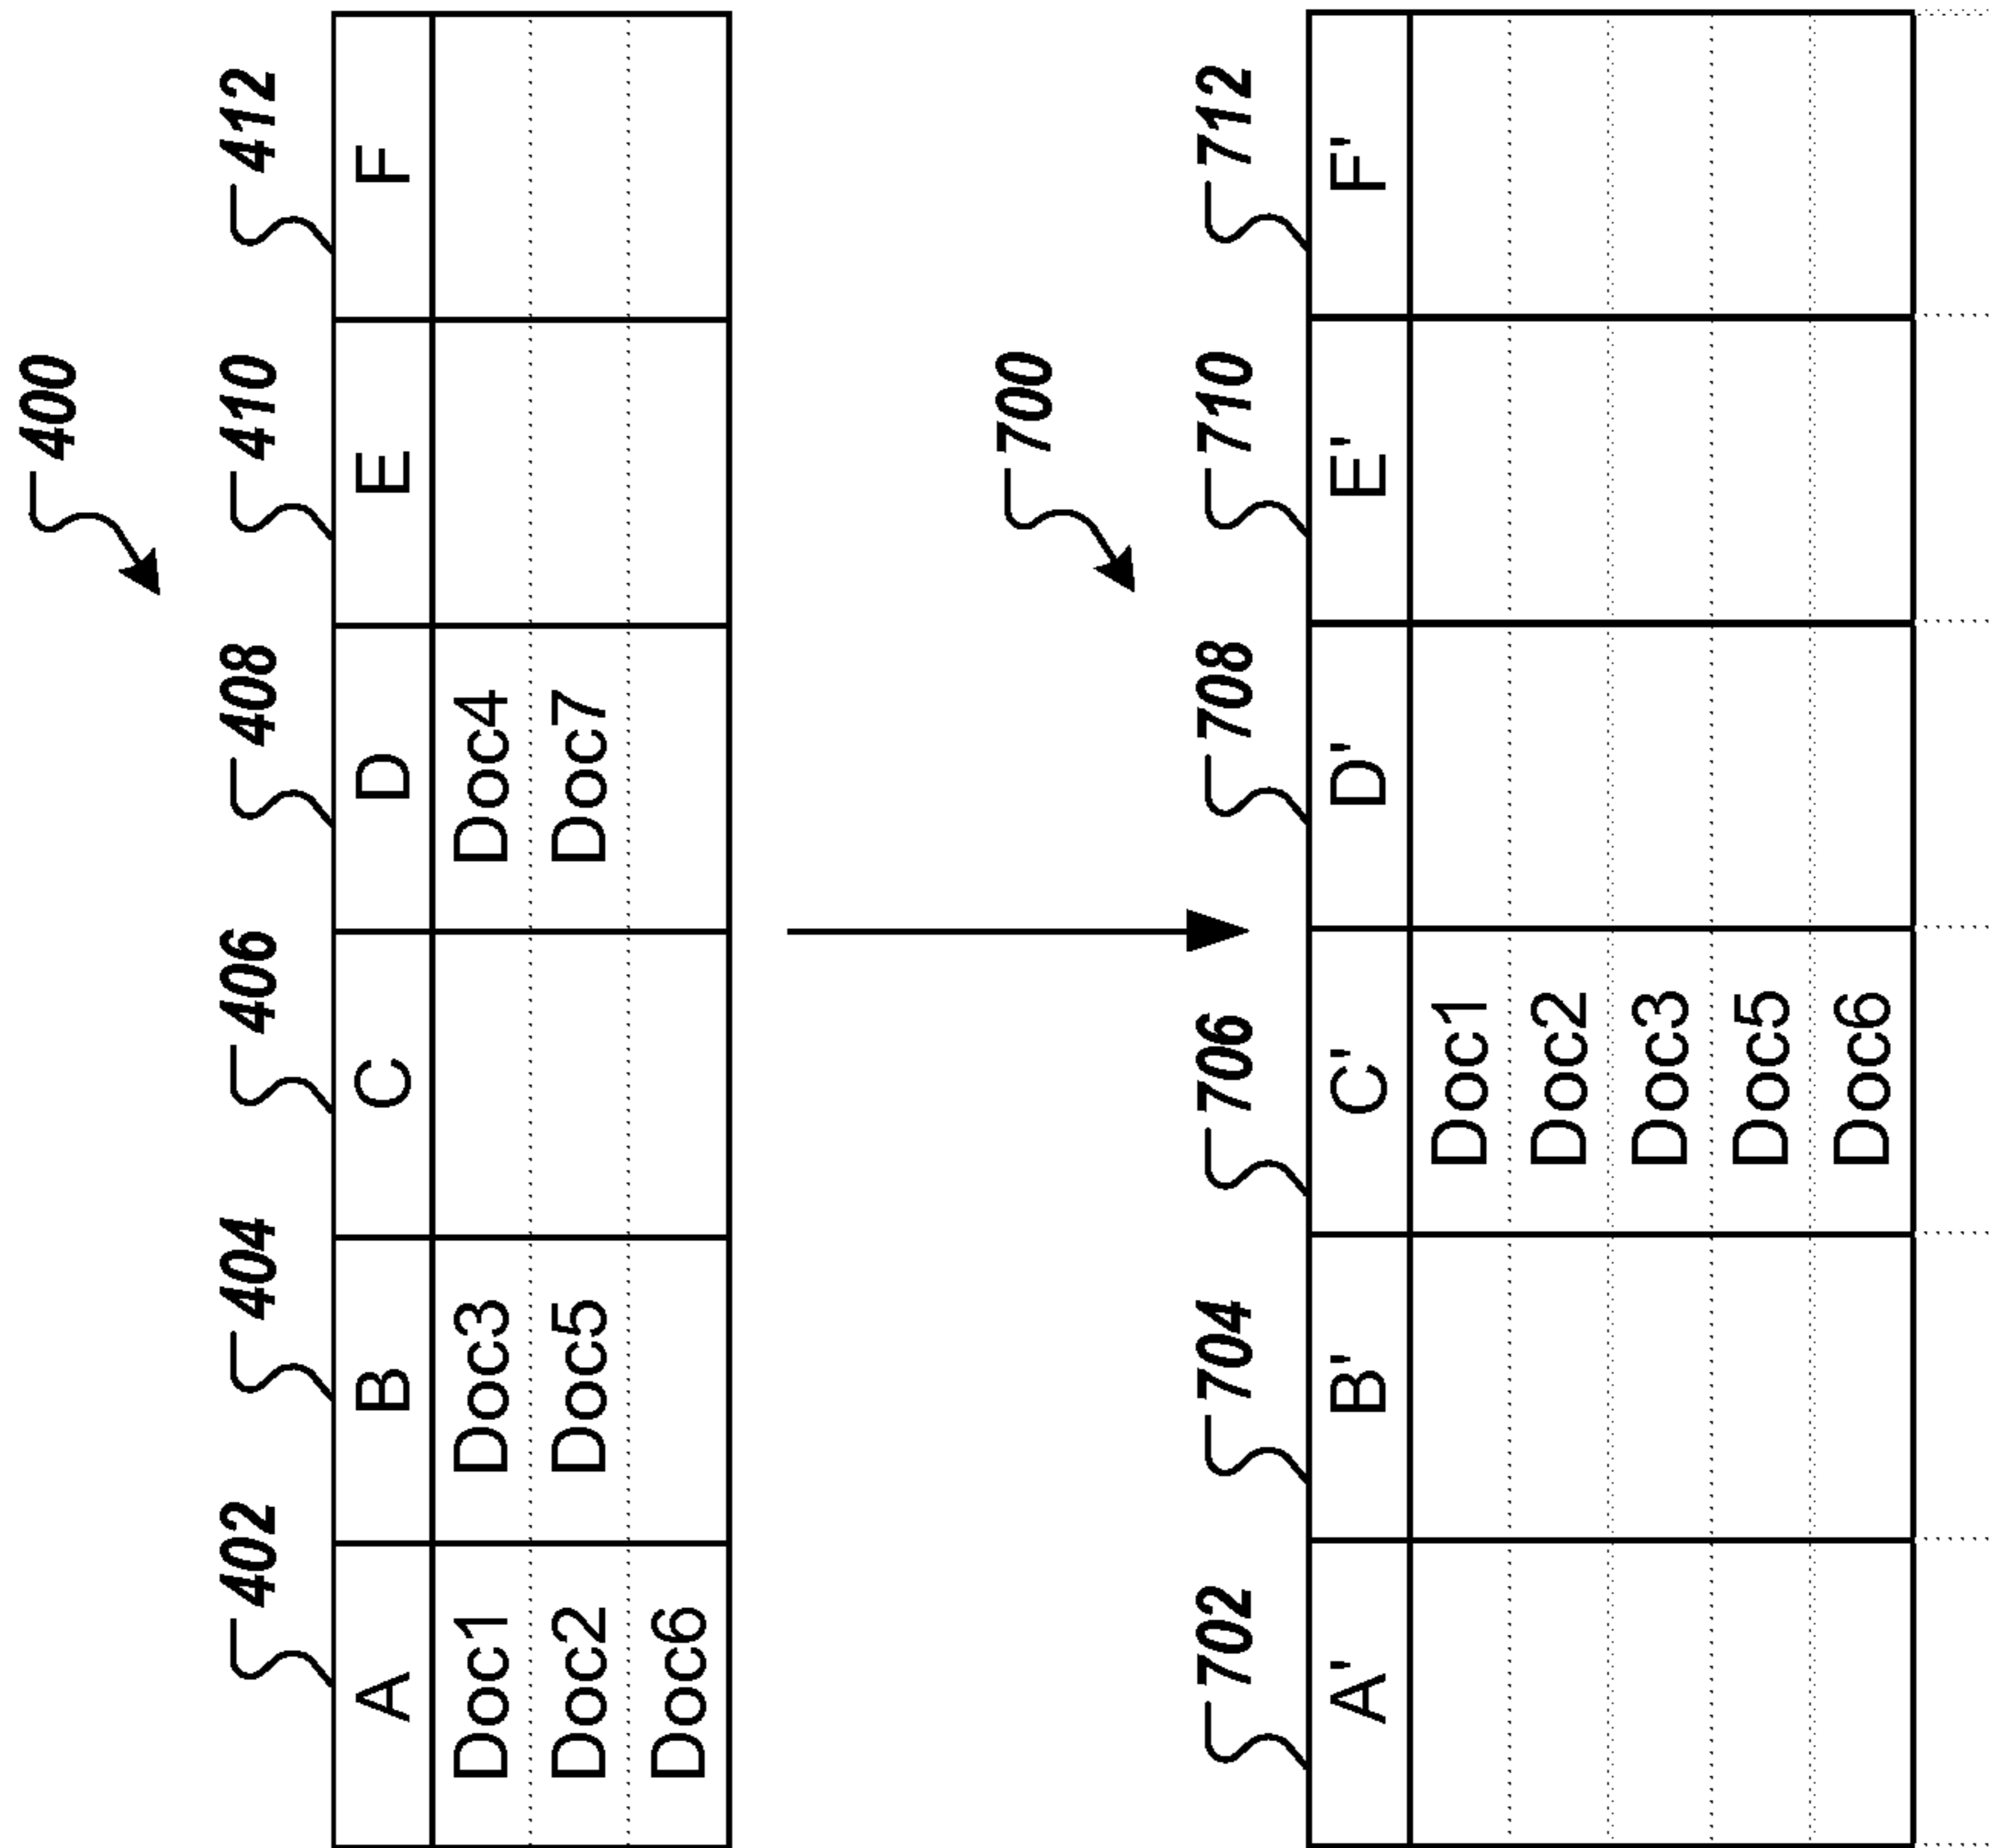 400
402 404 406 408 410 412
A B C D E F
Doc1 Doc3 Doc4
Doc2 Doc5 Doc7
Doc6
700
702 704 706 708 710 712
A' B' C' D' E' F'
Doc1
Doc2
Doc3
Doc5
Doc6